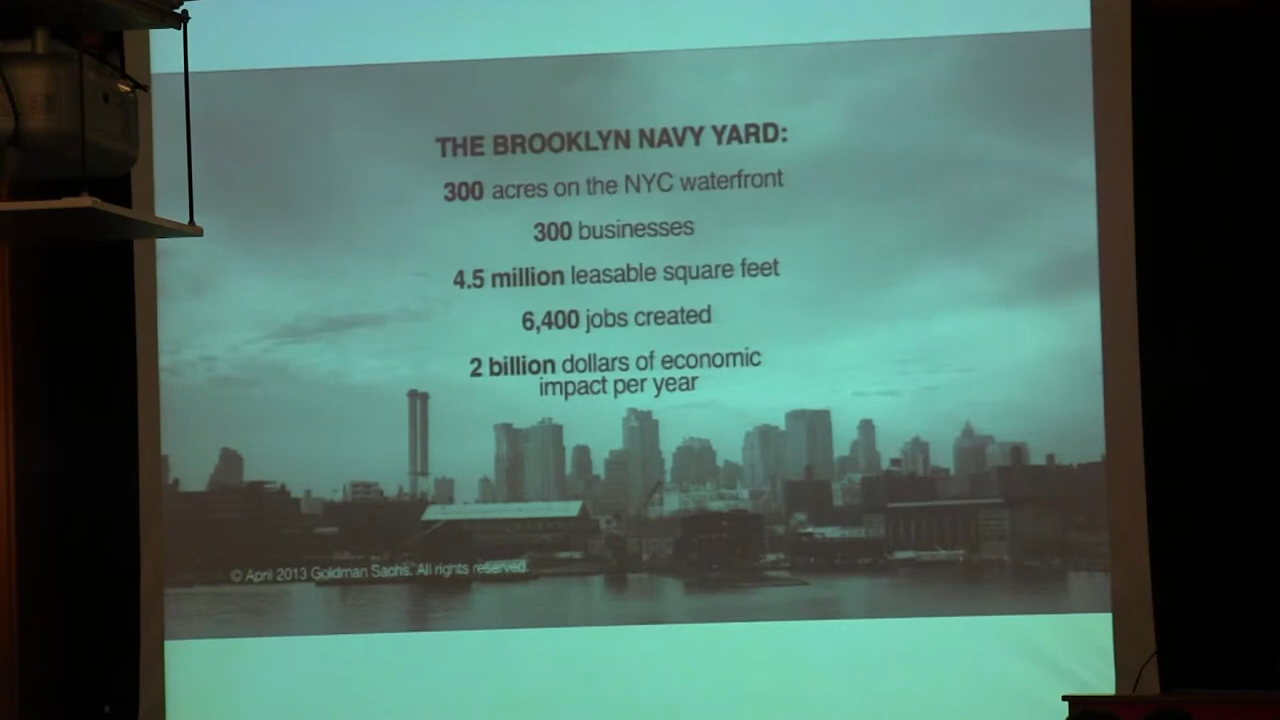 THE BROOKLYN NAVY YARD:
300 acres on the NYC waterfront
300 businesses
4.5 million leasable square feet
6,400 jobs created
2 billion dollars of economic
impact per year
© April 2013 Goldman Sachs. All rights reserved.